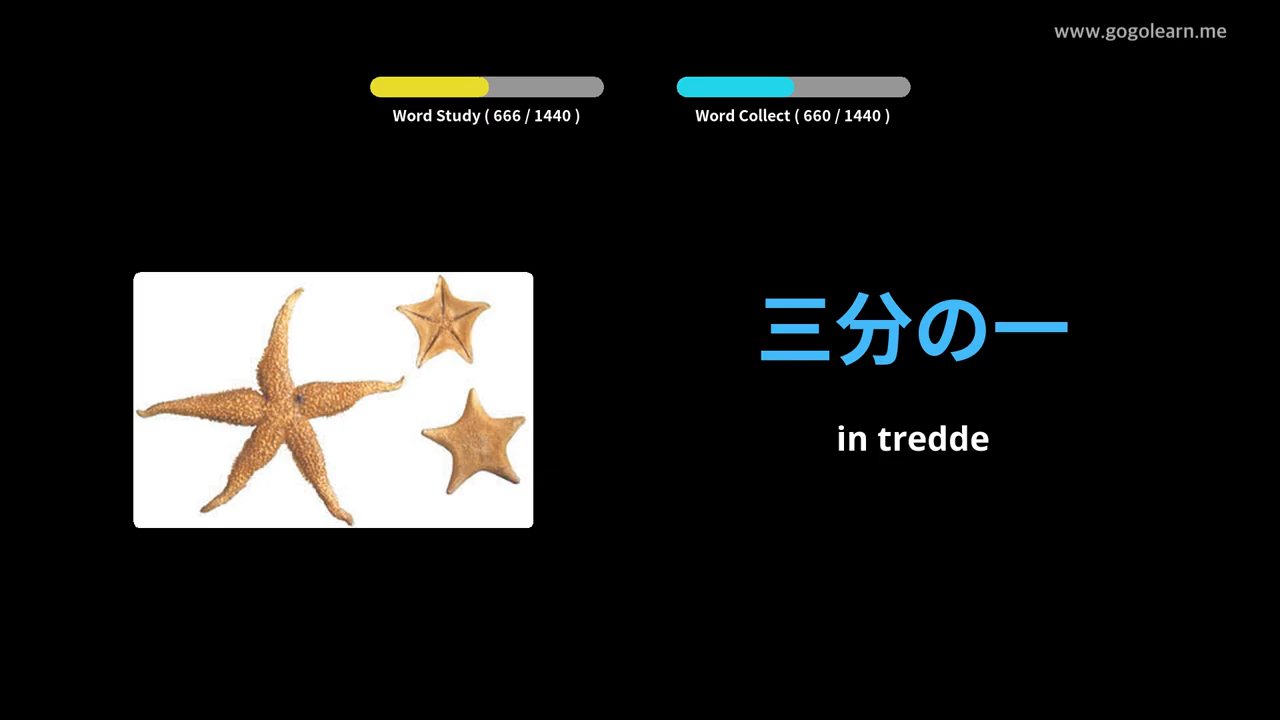 www.gogolearn.me
Word Study ( 666 / 1440 )
Word Collect ( 660 / 1440 )
三分の一
in tredde